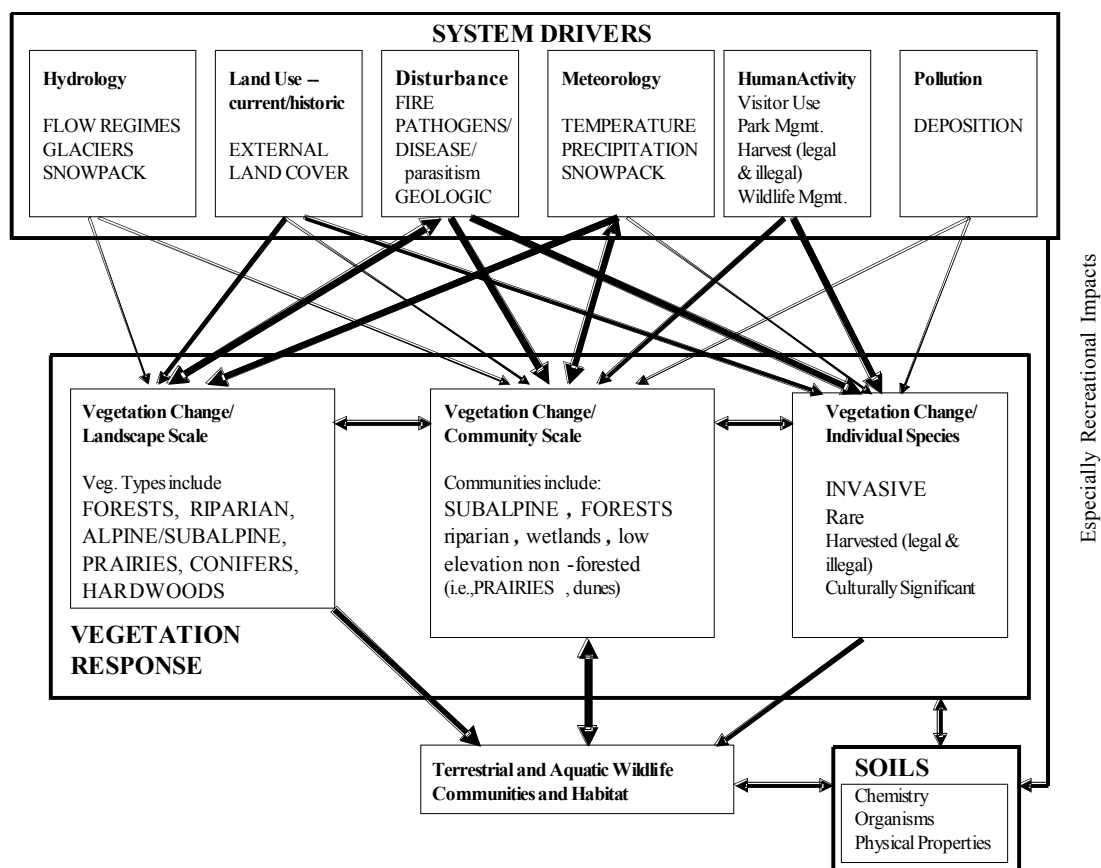 SYSTEM DRIVERS
Hydrology
FLOW REGIMES
GLACIERS
SNOWPACK
Land Use --
current/historic
EXTERNAL
LAND COVER
Disturbance
FIRE
PATHOGENS/
DISEASE/
parasitism
GEOLOGIC
Meteorology
TEMPERATURE
PRECIPITATION
SNOWPACK
HumanActivity
Visitor Use
Park Mgmt.
Harvest (legal
& illegal)
Wildlife Mgmt.
Pollution
DEPOSITION
Especially Recreational Impacts
Vegetation Change/
Landscape Scale
Veg. Types include
FORESTS, RIPARIAN,
ALPINE/SUBALPINE,
PRAIRIES, CONIFERS,
HARDWOODS
Vegetation Change/
Community Scale
Communities include:
SUBALPINE , FORESTS
riparian , wetlands , low
elevation non -forested
(i.e.,PRAIRIES , dunes)
Vegetation Change/
Individual Species
INVASIVE
Rare
Harvested (legal &
illegal)
Culturally Significant
VEGETATION
RESPONSE
Terrestrial and Aquatic Wildlife
Communities and Habitat
SOILS
Chemistry
Organisms
Physical Properties